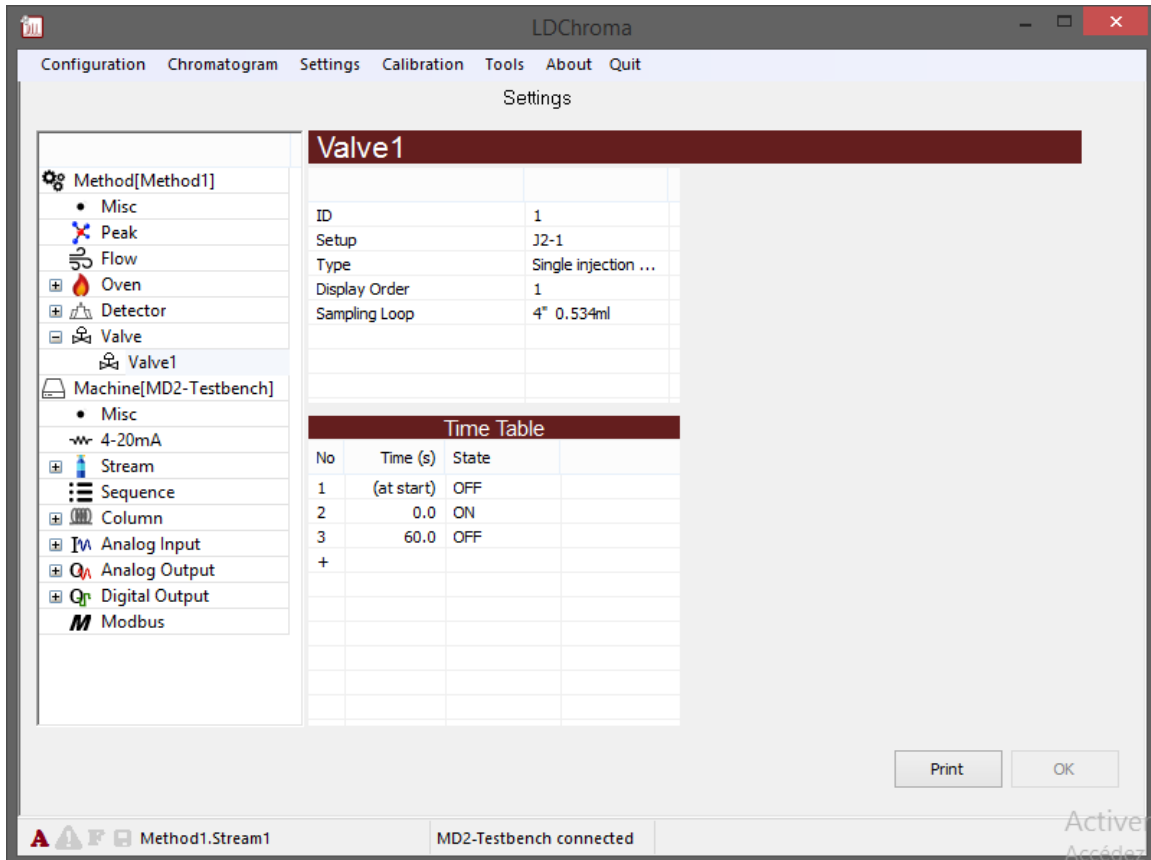 LDChroma
Configuration Chromatogram Settings Calibration Tools About Quit
Settings
Method[Method1]
Misc
Peak
Flow
Oven
Detector
Valve
Valve1
Machine[MD2-Testbench]
Misc
4-20mA
Stream
Sequence
Column
Analog Input
Analog Output
Digital Output
Modbus
Valve1
ID 1
Setup J2-1
Type Single injection ...
Display Order 1
Sampling Loop 4" 0.534ml
Time Table
No Time (s) State
1 (at start) OFF
2 0.0 ON
3 60.0 OFF
+
Print OK
A F Method1.Stream1 MD2-Testbench connected
Activer
Accédez